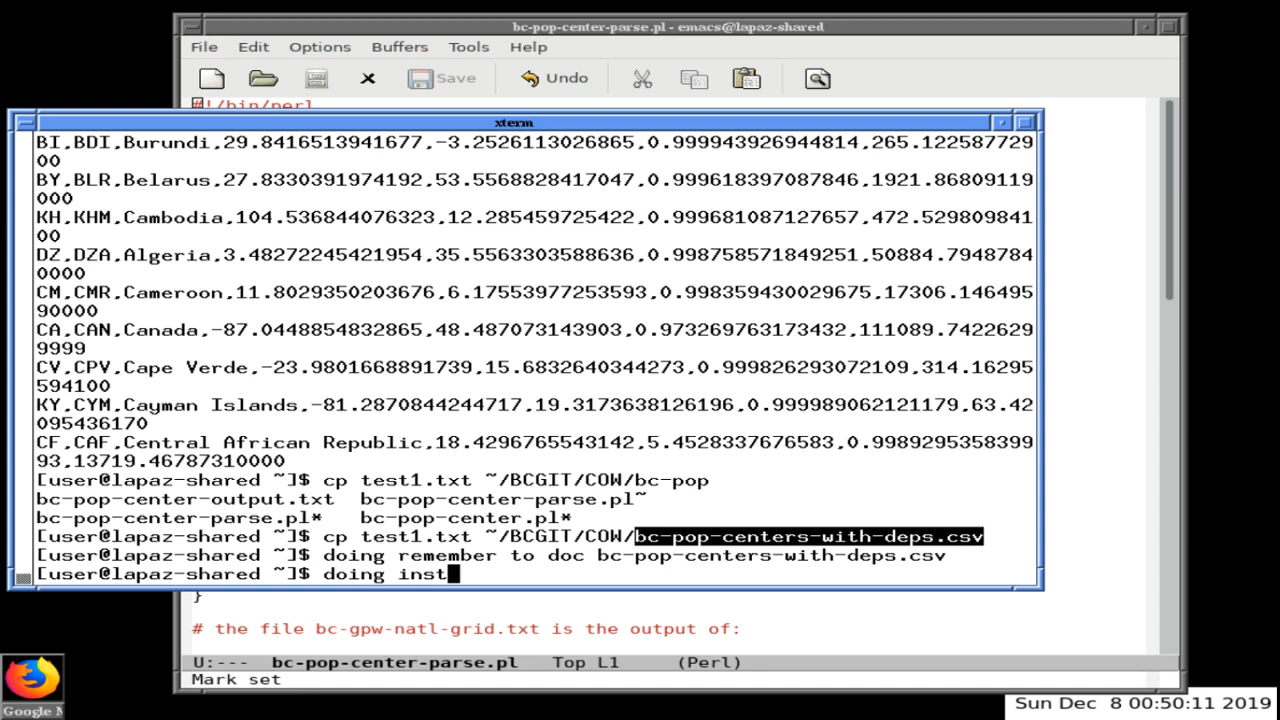 bc-pop-center-parse.pl - emacs@lapaz-shared
File Edit Options Buffers Tools Help
Save Undo
#!/bin/perl
xterm
BI,BDI,Burundi,29.8416513941677,-3.2526113026865,0.999943926944814,265.122587729
00
BY,BLR,Belarus,27.8330391974192,53.5568828417047,0.999618397087846,1921.86809119
000
KH,KHM,Cambodia,104.536844076323,12.285459725422,0.999681087127657,472.529809841
00
DZ,DZA,Algeria,3.48272245421954,35.5563303588636,0.998758571849251,50884.7948784
0000
CM,CMR,Cameroon,11.8029350203676,6.17553977253593,0.998359430029675,17306.146495
90000
CA,CAN,Canada,-87.0448854832865,48.487073143903,0.973269763173432,111089.7422629
9999
CV,CPV,Cape Verde,-23.9801668891739,15.6832640344273,0.999826293072109,314.16295
594100
KY,CYM,Cayman Islands,-81.2870844244717,19.3173638126196,0.999989062121179,63.42
095436170
CF,CAF,Central African Republic,18.4296765543142,5.4528337676583,0.9989295358399
93,13719.46787310000
[user@lapaz-shared ~]$ cp test1.txt ~/BCGIT/COW/bc-pop
bc-pop-center-output.txt bc-pop-center-parse.pl~
bc-pop-center-parse.pl* bc-pop-center.pl*
[user@lapaz-shared ~]$ cp test1.txt ~/BCGIT/COW/bc-pop-centers-with-deps.csv
[user@lapaz-shared ~]$ doing remember to doc bc-pop-centers-with-deps.csv
[user@lapaz-shared ~]$ doing inst
}
# the file bc-gpw-natl-grid.txt is the output of:
U:--- bc-pop-center-parse.pl Top L1 (Perl)
Mark set
Google M
Sun Dec 8 00:50:11 2019